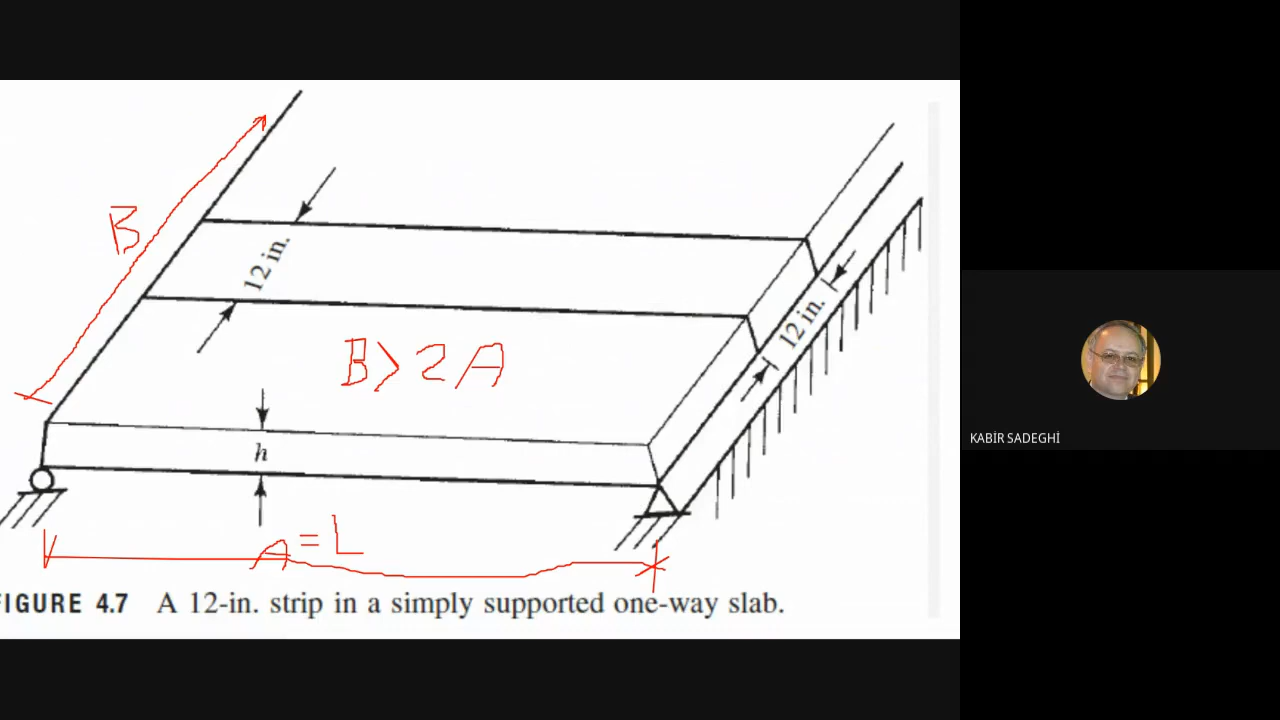 B
12 in.
12 in.
B > 2A
h
A = L
FIGURE 4.7 A 12-in. strip in a simply supported one-way slab.
KABİR SADEGHİ